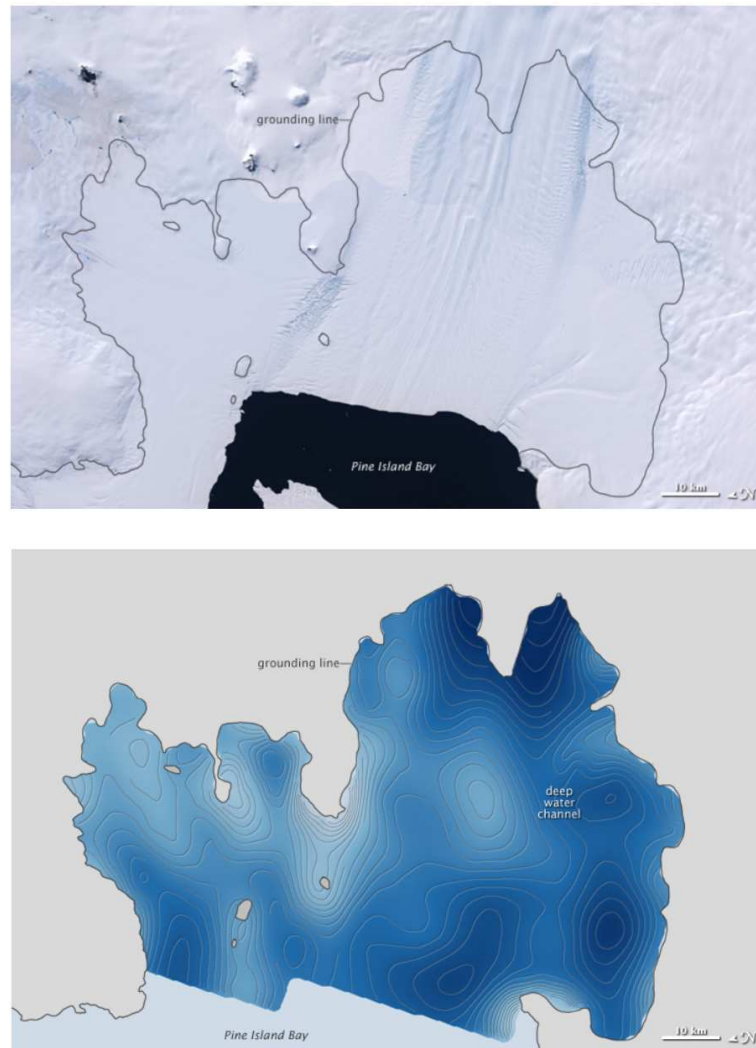 grounding line
Pine Island Bay
10 km
N
grounding line
deep
water
channel
Pine Island Bay
10 km
N